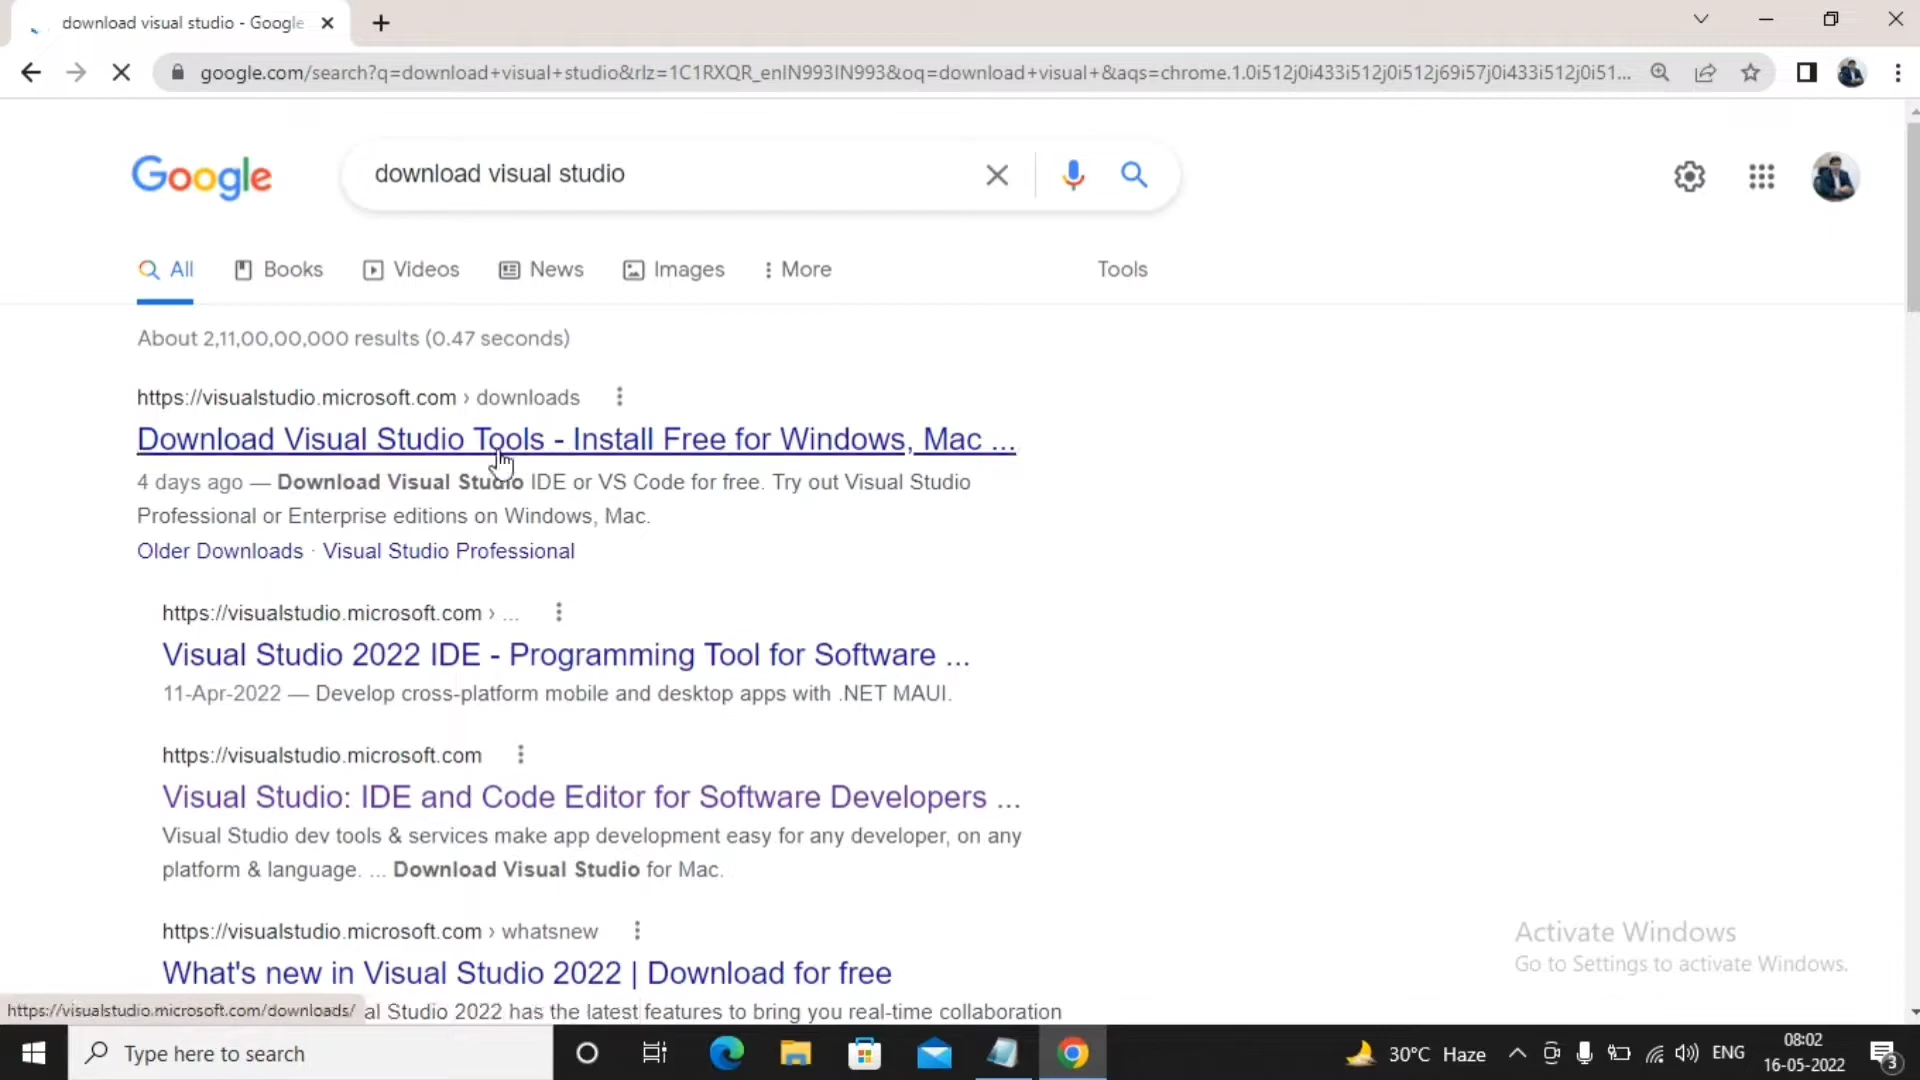 download visual studio - Google
google.com/search?q=download+visual+studio&rlz=1C1RXQR_enIN993IN993&oq=download+visual+&aqs=chrome.1.0i512j0i433i512j0i512j69i57j0i433i512j0i51...
Google
download visual studio
All Books Videos News Images More Tools
About 2,11,00,00,000 results (0.47 seconds)
https://visualstudio.microsoft.com › downloads
Download Visual Studio Tools - Install Free for Windows, Mac ...
4 days ago — Download Visual Studio IDE or VS Code for free. Try out Visual Studio
Professional or Enterprise editions on Windows, Mac.
Older Downloads · Visual Studio Professional
https://visualstudio.microsoft.com › ...
Visual Studio 2022 IDE - Programming Tool for Software ...
11-Apr-2022 — Develop cross-platform mobile and desktop apps with .NET MAUI.
https://visualstudio.microsoft.com
Visual Studio: IDE and Code Editor for Software Developers ...
Visual Studio dev tools & services make app development easy for any developer, on any
platform & language. ... Download Visual Studio for Mac.
https://visualstudio.microsoft.com › whatsnew
What's new in Visual Studio 2022 | Download for free
Activate Windows
Go to Settings to activate Windows.
https://visualstudio.microsoft.com/downloads/ al Studio 2022 has the latest features to bring you real-time collaboration
Type here to search
30°C Haze
ENG
08:02
16-05-2022
3